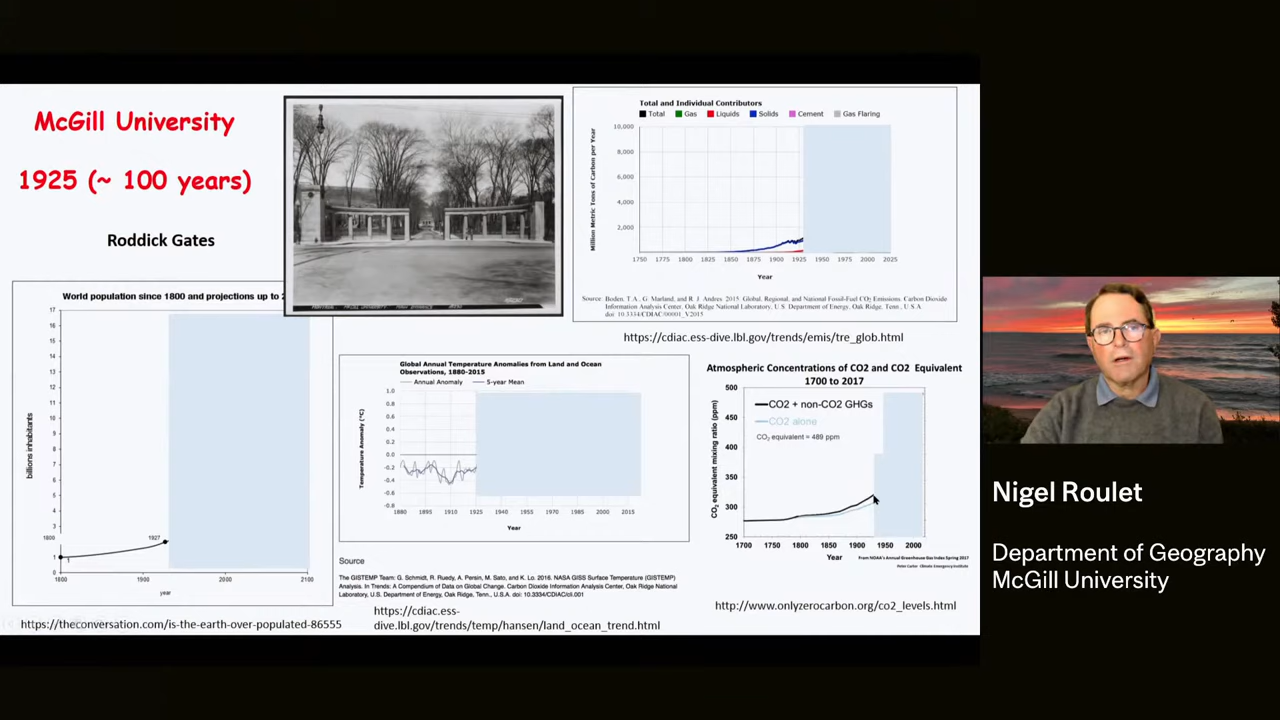 McGill University
1925 (~ 100 years)
Roddick Gates
Total and Individual Contributors
Total Gas Liquids Solids Cement Gas Flaring
Million Metric Tons of Carbon per Year
10,000
8,000
6,000
4,000
2,000
1750 1775 1800 1825 1850 1875 1900 1925 1950 1975 2000 2025
Year
Source: Boden, T.A., G. Marland, and R. J. Andres. 2015. Global, Regional, and National Fossil-Fuel CO2 Emissions. Carbon Dioxide
Information Analysis Center, Oak Ridge National Laboratory, U.S. Department of Energy, Oak Ridge, Tenn., U.S.A.
doi: 10.3334/CDIAC/00001_V2015
https://cdiac.ess-dive.lbl.gov/trends/emis/tre_glob.html
World population since 1800 and projections up to 2
billions inhabitants
17
16
15
14
13
12
11
10
9
8
7
6
5
4
3
2
1
0
1800
1
1927
1800 1900 2000 2100
year
https://theconversation.com/is-the-earth-over-populated-86555
Global Annual Temperature Anomalies from Land and Ocean
Observations, 1880-2015
Annual Anomaly 5-year Mean
Temperature Anomaly (°C)
1.0
0.8
0.6
0.4
0.2
0.0
-0.2
-0.4
-0.6
-0.8
1880 1895 1910 1925 1940 1955 1970 1985 2000 2015
Year
Source
The GISTEMP Team: G. Schmidt, R. Ruedy, A. Persin, M. Sato, and K. Lo. 2016. NASA GISS Surface Temperature (GISTEMP)
Analysis. In Trends: A Compendium of Data on Global Change. Carbon Dioxide Information Analysis Center, Oak Ridge National
Laboratory, U.S. Department of Energy, Oak Ridge, Tenn., U.S.A. doi: 10.3334/CDIAC/cli.001
https://cdiac.ess-
dive.lbl.gov/trends/temp/hansen/land_ocean_trend.html
Atmospheric Concentrations of CO2 and CO2 Equivalent
1700 to 2017
CO2 equivalent mixing ratio (ppm)
500
450
400
350
300
250
CO2 + non-CO2 GHGs
CO2 alone
CO2 equivalent = 489 ppm
1700 1750 1800 1850 1900 1950 2000
Year
From NOAA's Annual Greenhouse Gas Index Spring 2017
Peter Carter Climate Emergency Institute
http://www.onlyzerocarbon.org/co2_levels.html
Nigel Roulet
Department of Geography
McGill University